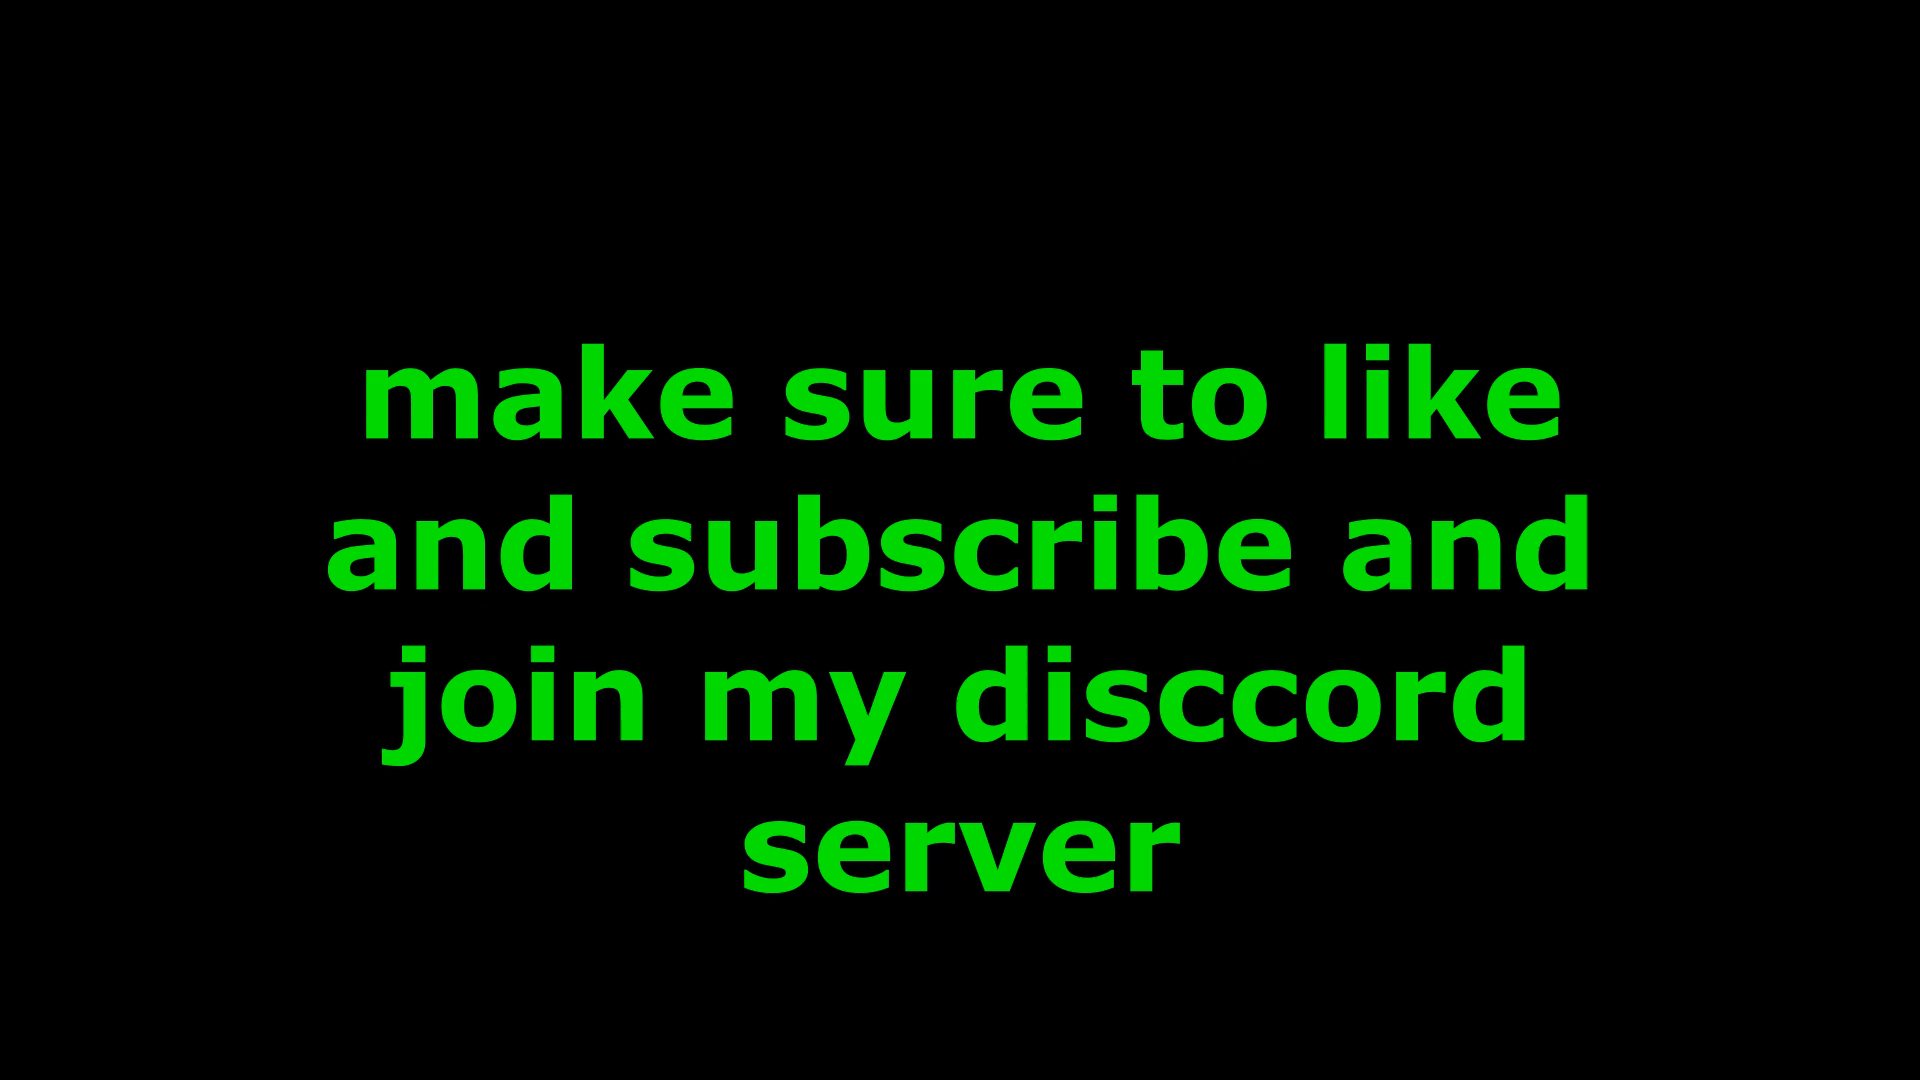 make sure to like
and subscribe and
join my disccord
server